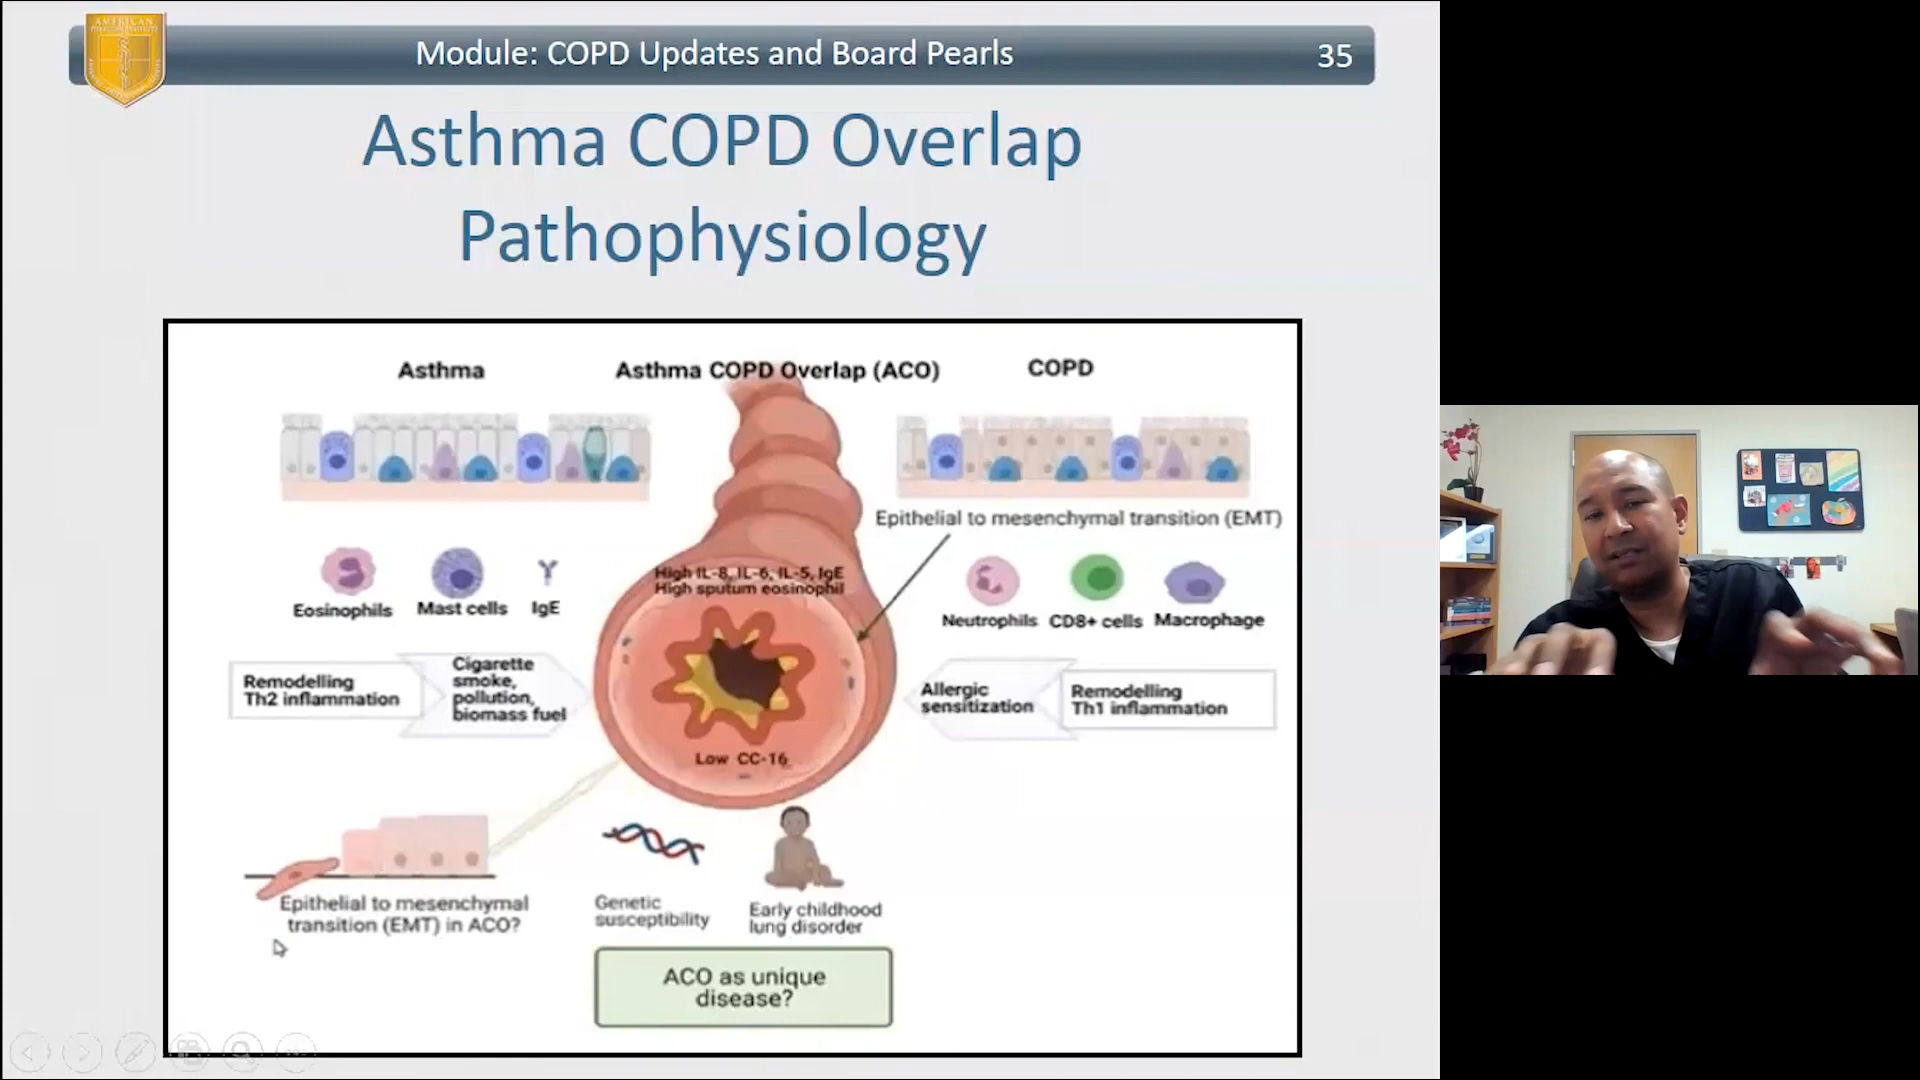 AMERICAN
Module: COPD Updates and Board Pearls
35
Asthma COPD Overlap
Pathophysiology
Asthma
Asthma COPD Overlap (ACO)
COPD
Epithelial to mesenchymal transition (EMT)
High IL-8, IL-6, IL-5, IgE
High sputum eosinophil
Eosinophils
Mast cells
IgE
Neutrophils
CD8+ cells
Macrophage
Remodelling
Th2 inflammation
Cigarette
smoke,
pollution,
biomass fuel
Allergic
sensitization
Remodelling
Th1 inflammation
Low CC-16
Epithelial to mesenchymal
transition (EMT) in ACO?
Genetic
susceptibility
Early childhood
lung disorder
ACO as unique
disease?